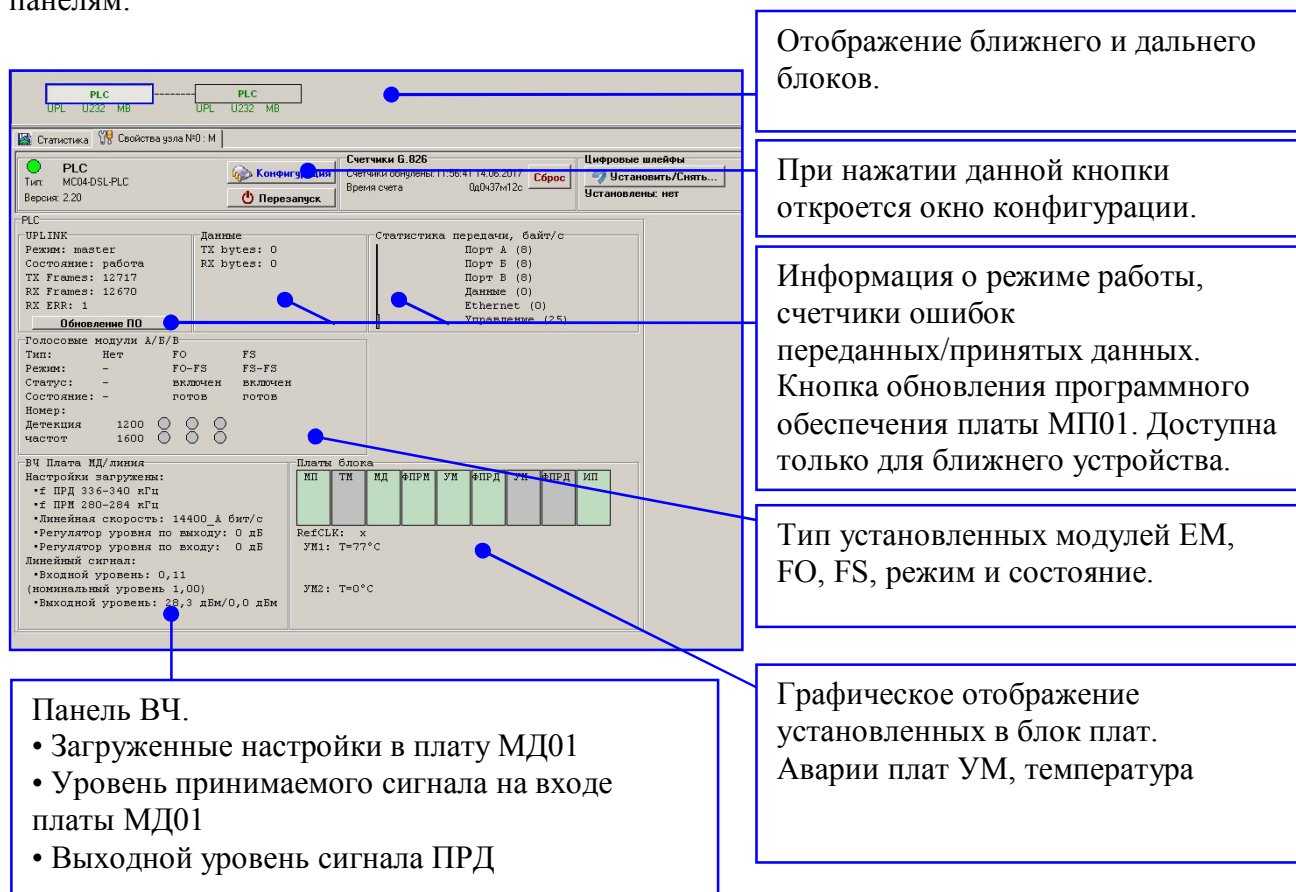 панелям:
Отображение ближнего и дальнего
блоков.
PLC PLC
UPL U232 MB UPL U232 MB
Статистика Свойства узла №0 : М
PLC
Тип: MC04-DSL-PLC
Версия: 2.20
Конфигурация
Перезапуск
Счетчики G.826
Счетчики обнулены: 11:56:41 14.06.2017
Время счета 0д0ч37м12с
Сброс
Цифровые шлейфы
Установить/Снять...
Установлены: нет
При нажатии данной кнопки
откроется окно конфигурации.
PLC
UPLINK
Режим: master
Состояние: работа
TX Frames: 12717
RX Frames: 12670
RX ERR: 1
Обновление ПО
Данные
TX bytes: 0
RX bytes: 0
Статистика передачи, байт/с
Порт А (8)
Порт Б (8)
Порт В (8)
Данные (0)
Ethernet (0)
Управление (25)
Информация о режиме работы,
счетчики ошибок
переданных/принятых данных.
Кнопка обновления программного
обеспечения платы МП01. Доступна
только для ближнего устройства.
Голосовые модули А/Б/В
Тип: Нет FO FS
Режим: - FO-FS FS-FS
Статус: - включен включен
Состояние: - готов готов
Номер:
Детекция 1200
частот 1600
Тип установленных модулей EM,
FO, FS, режим и состояние.
ВЧ Плата МД/линия
Настройки загружены:
•f ПРД 336-340 кГц
•f ПРМ 280-284 кГц
•Линейная скорость: 14400_А бит/с
•Регулятор уровня по выходу: 0 дБ
•Регулятор уровня по входу: 0 дБ
Линейный сигнал:
•Входной уровень: 0,11
(номинальный уровень 1,00)
•Выходной уровень: 28,3 дБм/0,0 дБм
Платы блока
МП ТМ МД ФПРМ УМ ФПРД УМ ФПРД ИП
RefCLK: x
УМ1: T=77°C
УМ2: T=0°C
Графическое отображение
установленных в блок плат.
Аварии плат УМ, температура
Панель ВЧ.
• Загруженные настройки в плату МД01
• Уровень принимаемого сигнала на входе
платы МД01
• Выходной уровень сигнала ПРД